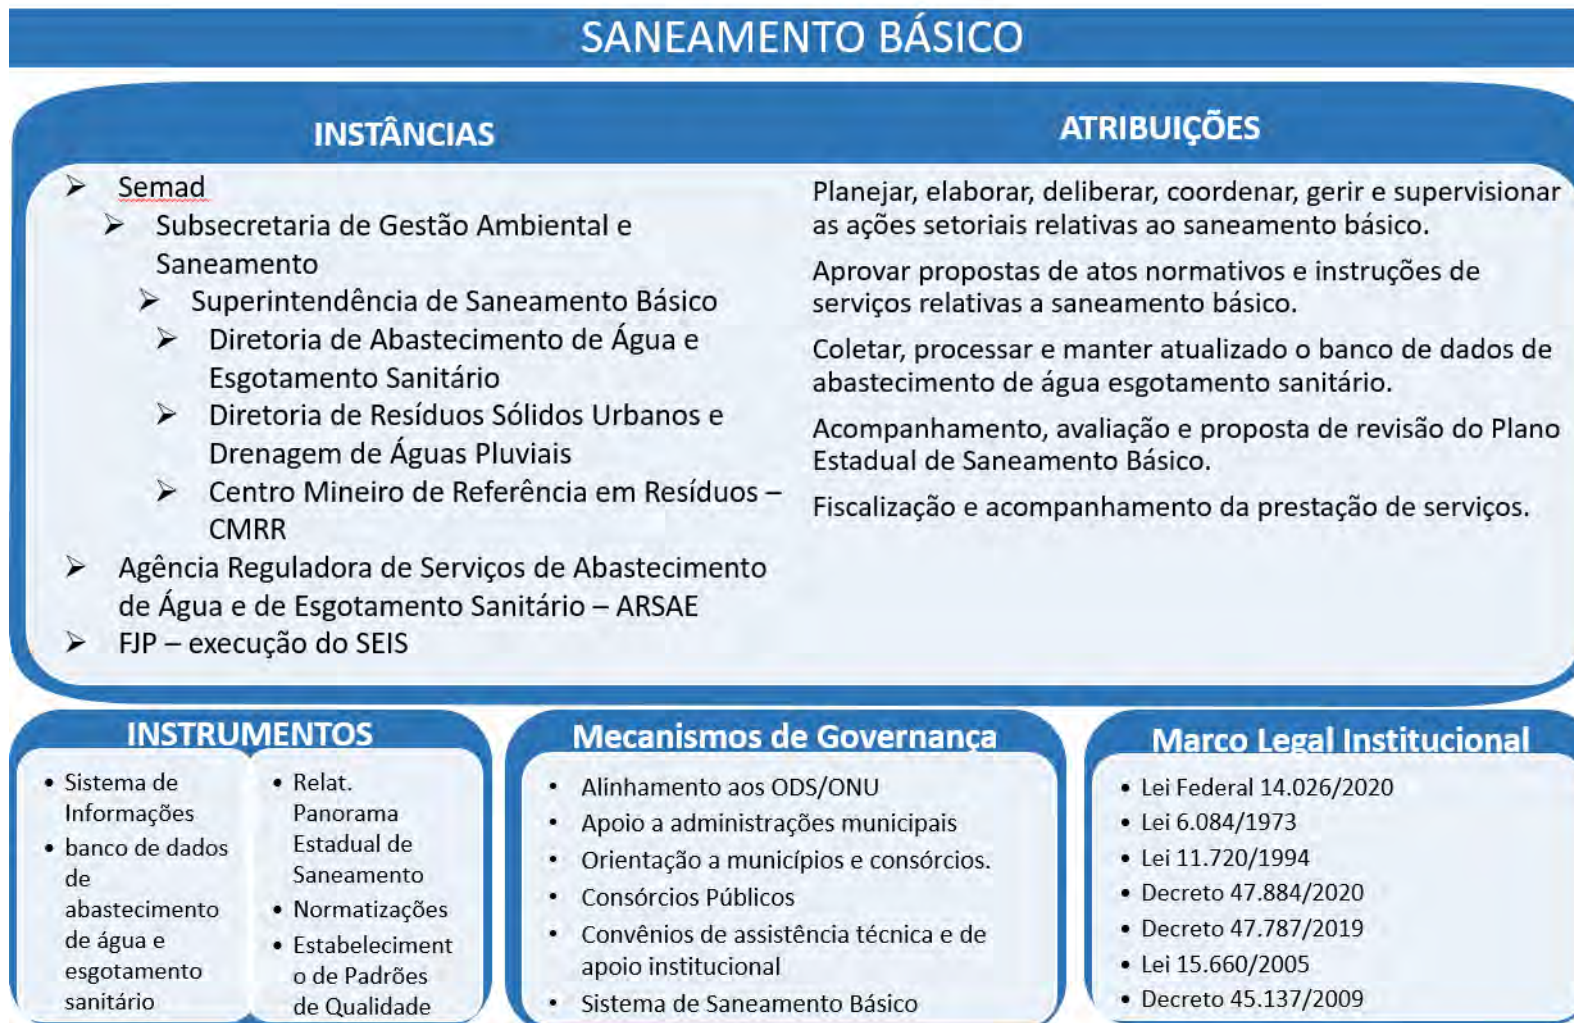 SANEAMENTO BÁSICO
INSTÂNCIAS
Semad
Subsecretaria de Gestão Ambiental e
Saneamento
Superintendência de Saneamento Básico
Diretoria de Abastecimento de Água e
Esgotamento Sanitário
Diretoria de Resíduos Sólidos Urbanos e
Drenagem de Águas Pluviais
Centro Mineiro de Referência em Resíduos –
CMRR
Agência Reguladora de Serviços de Abastecimento
de Água e de Esgotamento Sanitário – ARSAE
FJP – execução do SEIS
ATRIBUIÇÕES
Planejar, elaborar, deliberar, coordenar, gerir e supervisionar
as ações setoriais relativas ao saneamento básico.
Aprovar propostas de atos normativos e instruções de
serviços relativas a saneamento básico.
Coletar, processar e manter atualizado o banco de dados de
abastecimento de água esgotamento sanitário.
Acompanhamento, avaliação e proposta de revisão do Plano
Estadual de Saneamento Básico.
Fiscalização e acompanhamento da prestação de serviços.
INSTRUMENTOS
• Sistema de
Informações
• banco de dados
de
abastecimento
de água e
esgotamento
sanitário
• Relat.
Panorama
Estadual de
Saneamento
• Normatizações
• Estabeleciment
o de Padrões
de Qualidade
Mecanismos de Governança
• Alinhamento aos ODS/ONU
• Apoio a administrações municipais
• Orientação a municípios e consórcios.
• Consórcios Públicos
• Convênios de assistência técnica e de
apoio institucional
• Sistema de Saneamento Básico
Marco Legal Institucional
• Lei Federal 14.026/2020
• Lei 6.084/1973
• Lei 11.720/1994
• Decreto 47.884/2020
• Decreto 47.787/2019
• Lei 15.660/2005
• Decreto 45.137/2009